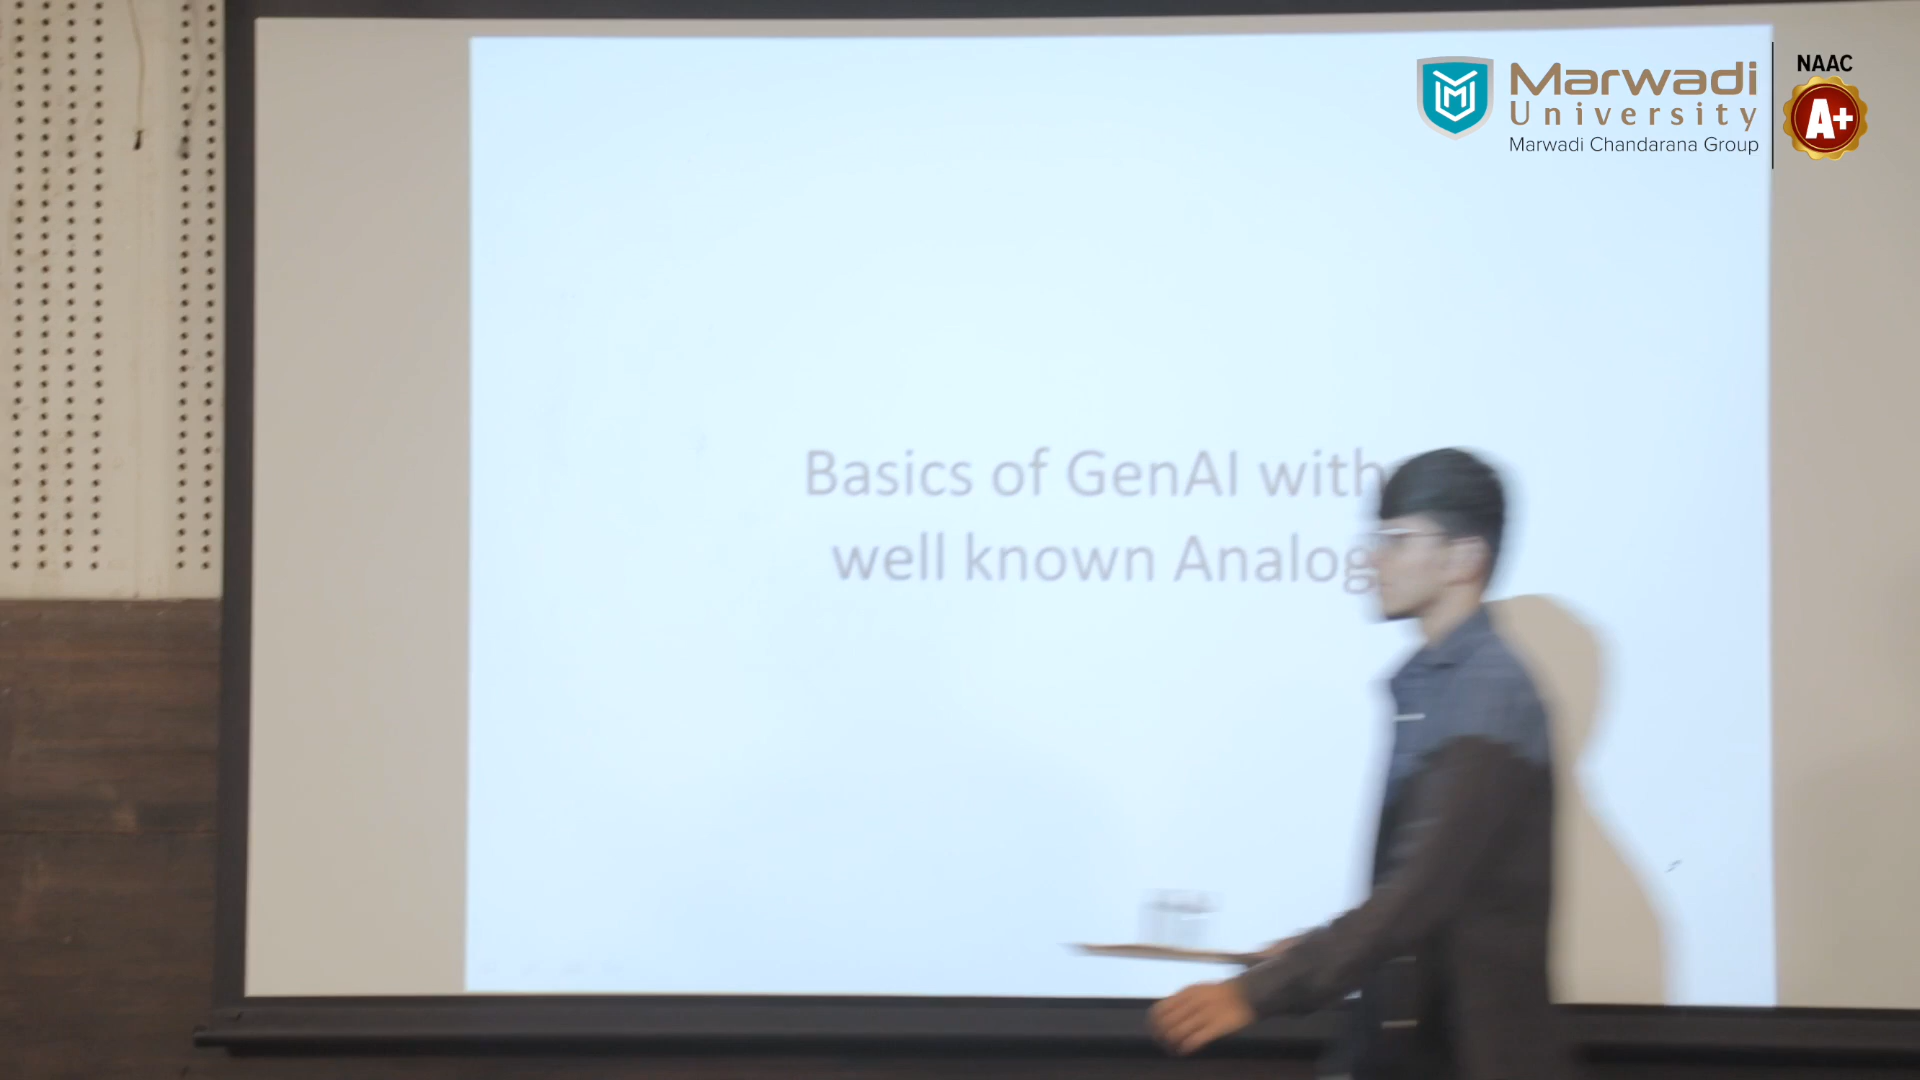 Marwadi
University
Marwadi Chandarana Group
NAAC
A+
Basics of GenAI with
well known Analog